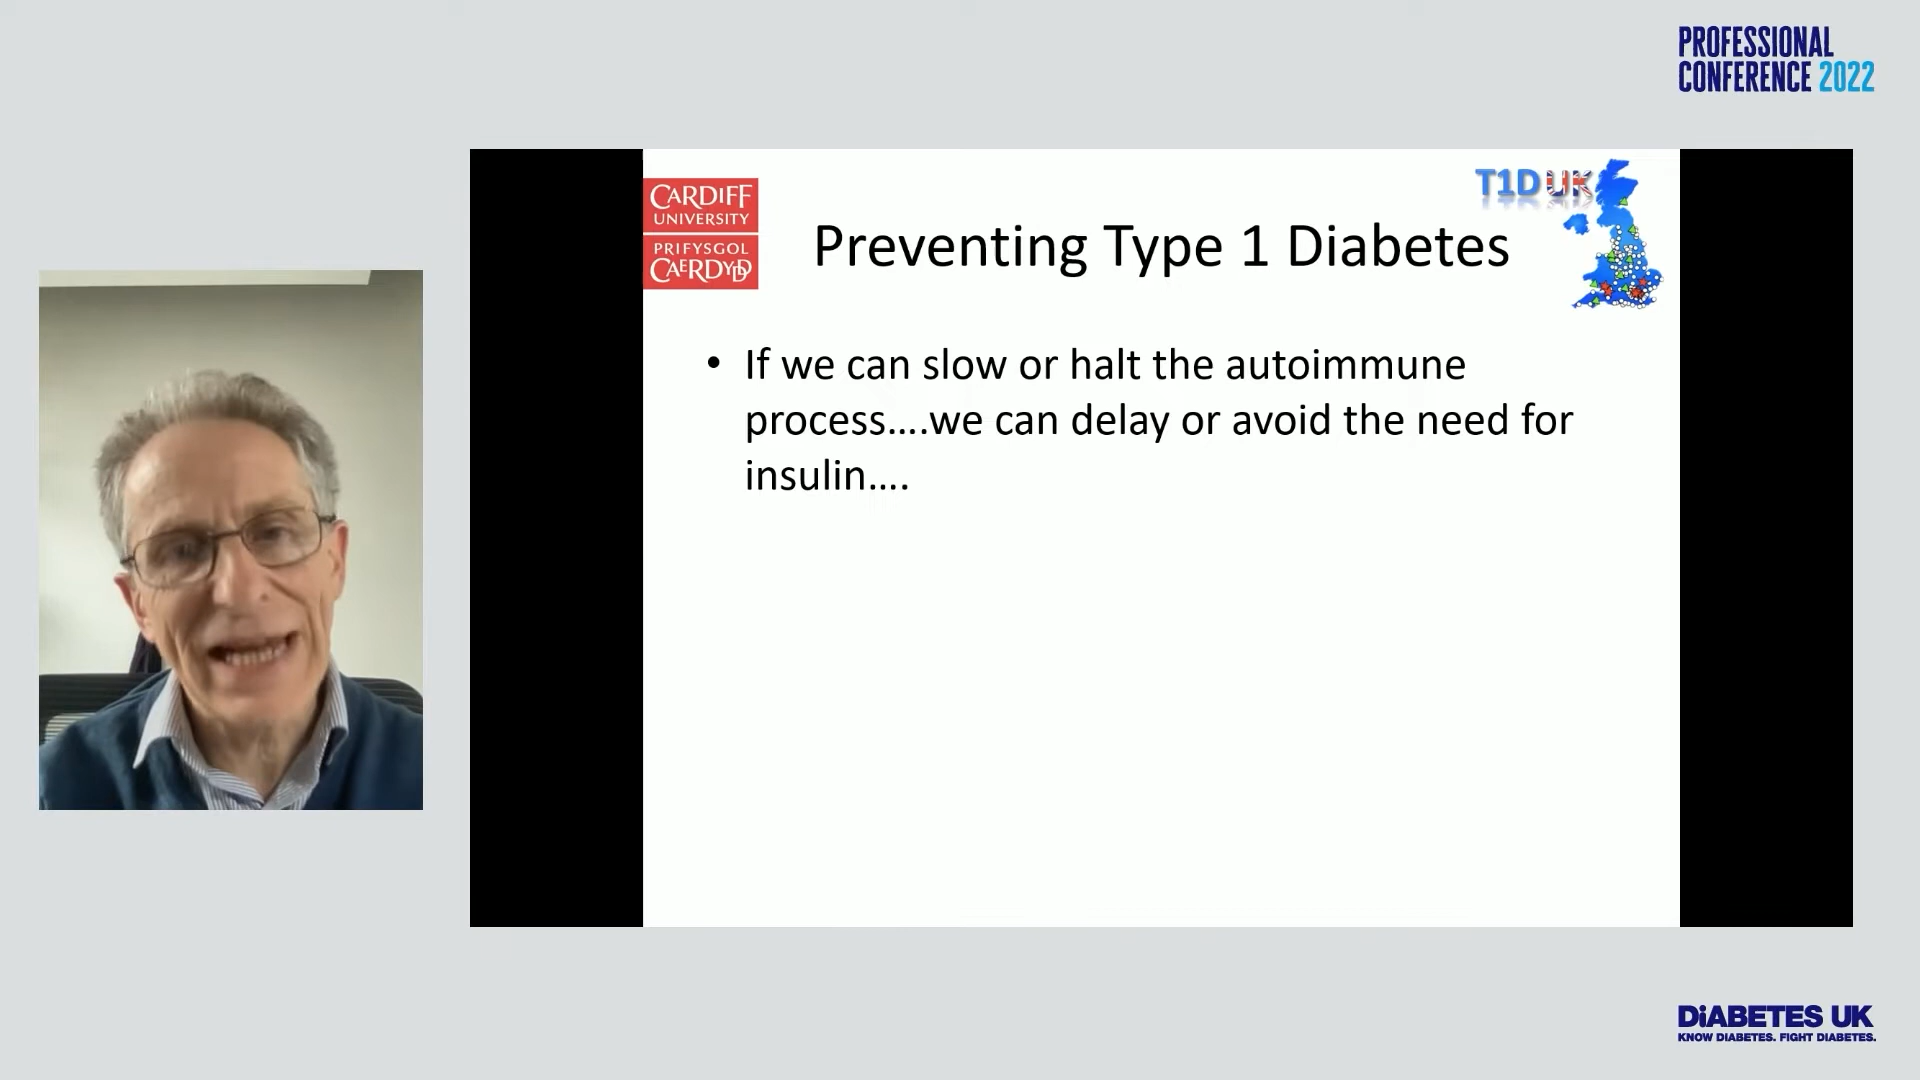 PROFESSIONAL
CONFERENCE 2022
CARDIFF
UNIVERSITY
PRIFYSGOL
CAERDYDD
T1D UK
Preventing Type 1 Diabetes
• If we can slow or halt the autoimmune
process....we can delay or avoid the need for
insulin....
DiABETES UK
KNOW DIABETES. FIGHT DIABETES.